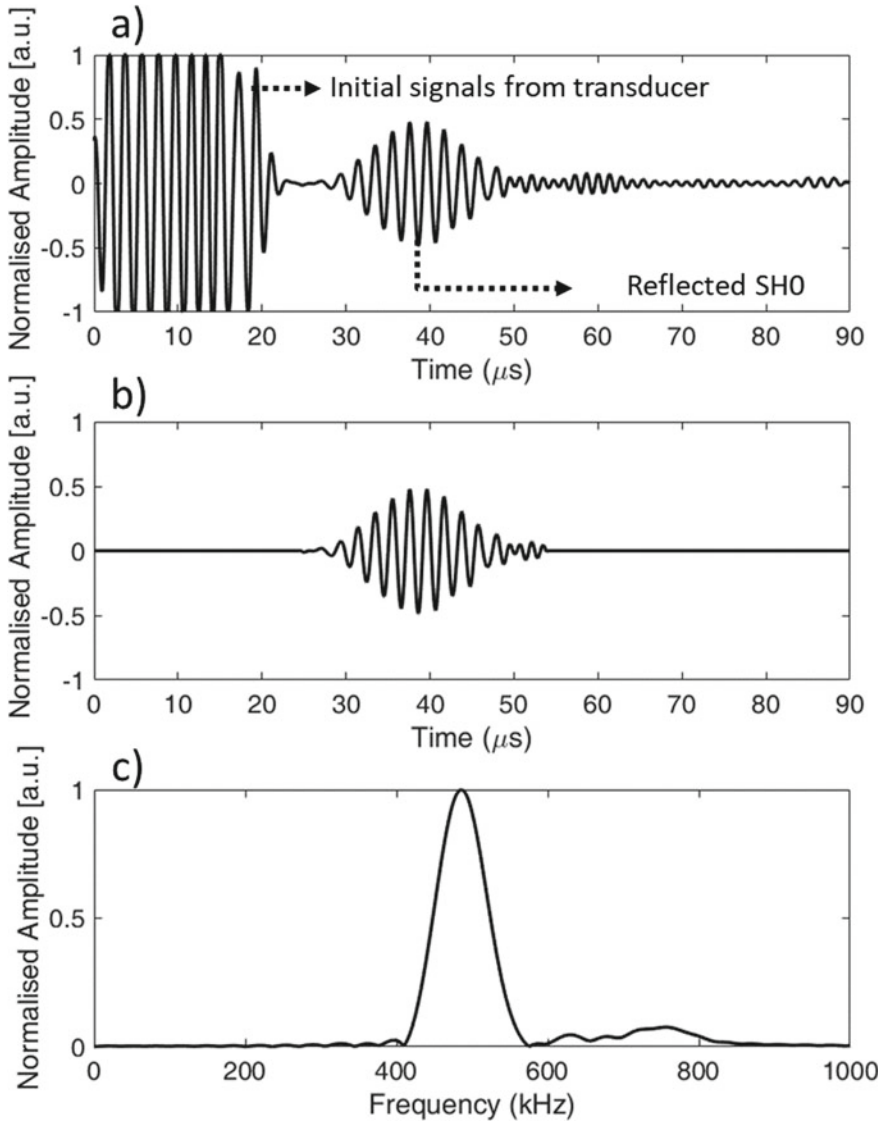 a)
Normalised Amplitude [a.u.]
1
0.5
0
-0.5
-1
Initial signals from transducer
Reflected SH0
0 10 20 30 40 50 60 70 80 90
Time (μs)
b)
Normalised Amplitude [a.u.]
1
0.5
0
-0.5
-1
0 10 20 30 40 50 60 70 80 90
Time (μs)
c)
Normalised Amplitude [a.u.]
1
0.5
0
0 200 400 600 800 1000
Frequency (kHz)